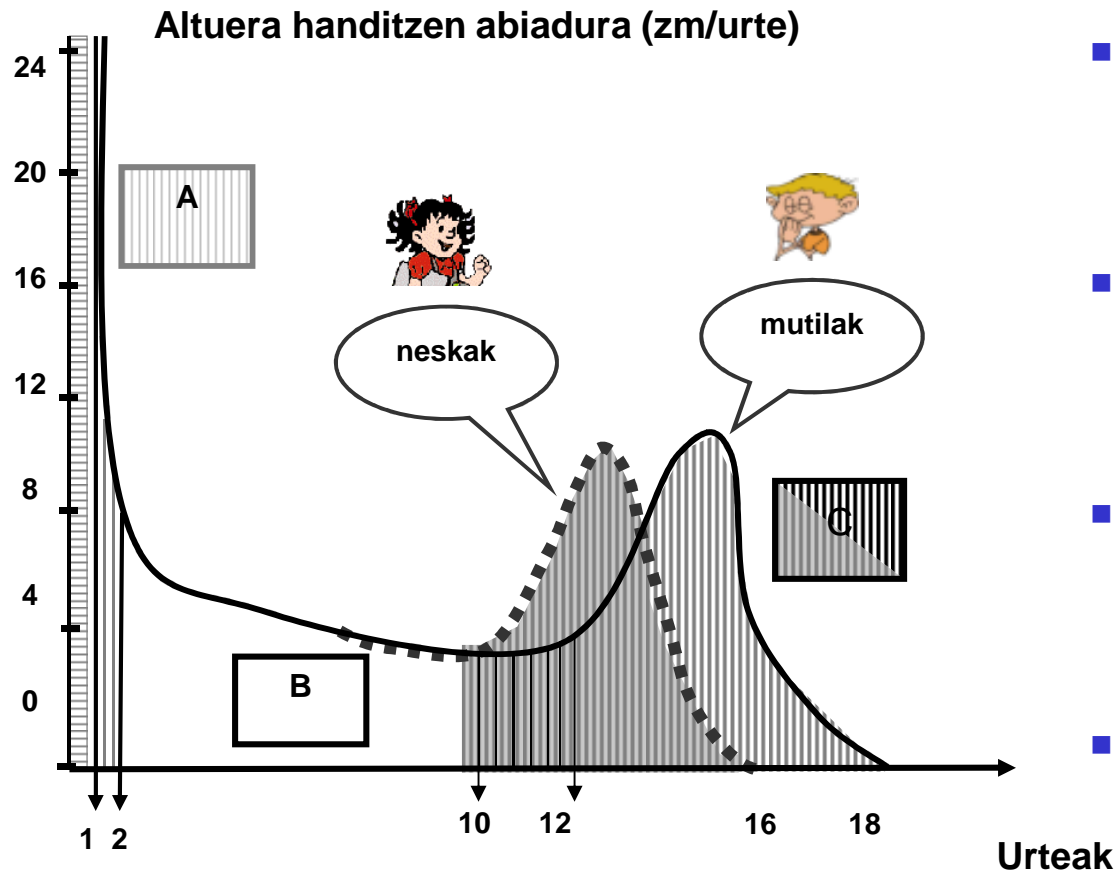 Altuera handitzen abiadura (zm/urte)
24
20
16
12
8
4
0
A
neskak
mutilak
C
B
1 2 10 12 16 18
Urteak